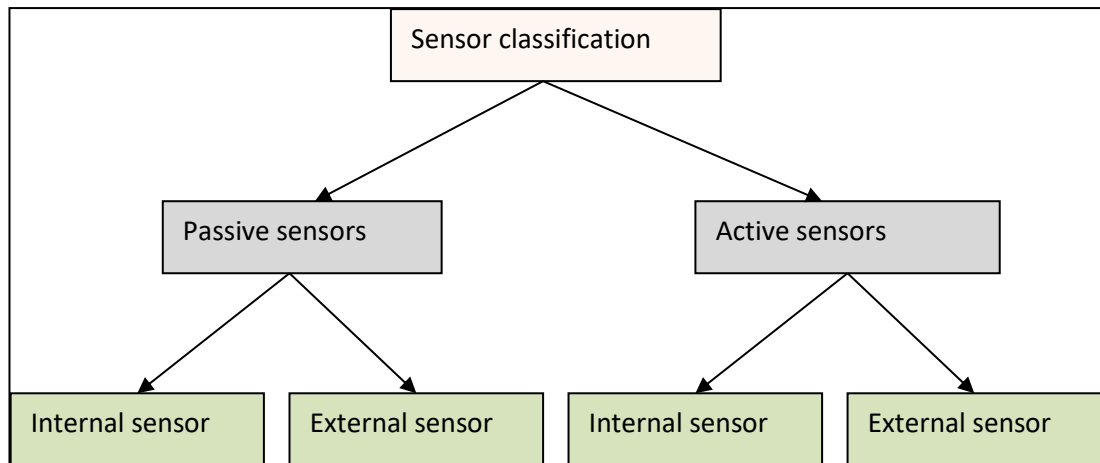 Sensor classification
Passive sensors
Active sensors
Internal sensor
External sensor
Internal sensor
External sensor